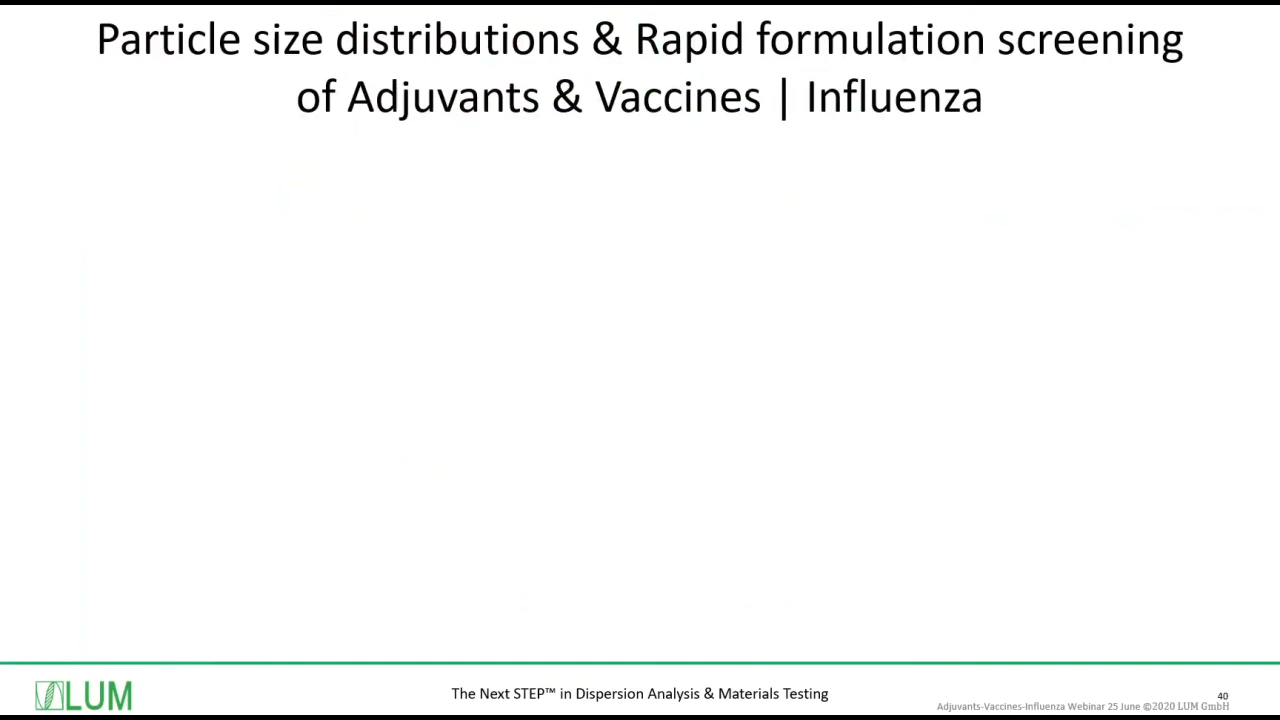 Particle size distributions & Rapid formulation screening
of Adjuvants & Vaccines | Influenza
LUM
The Next STEP™ in Dispersion Analysis & Materials Testing
40
Adjuvants-Vaccines-Influenza Webinar 25 June ©2020 LUM GmbH